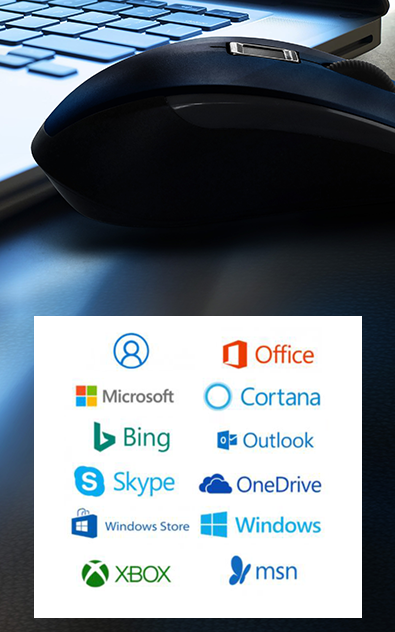 Office
Microsoft
Cortana
Bing
Outlook
Skype
OneDrive
Windows Store
Windows
XBOX
msn